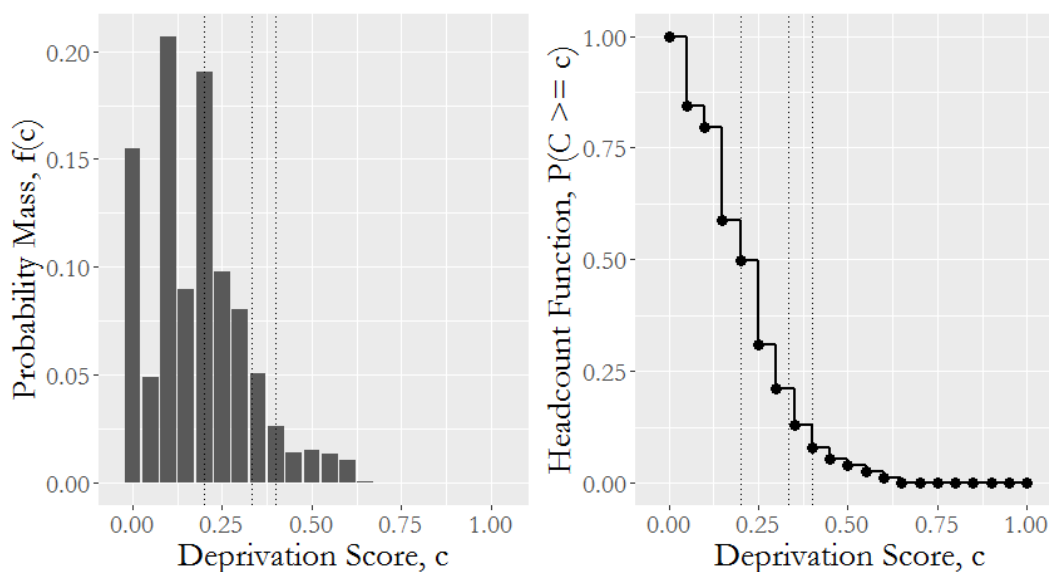 Probability Mass, f(c)
0.20
0.15
0.10
0.05
0.00
0.00 0.25 0.50 0.75 1.00
Deprivation Score, c
Headcount Function, P(C >= c)
1.00
0.75
0.50
0.25
0.00
0.00 0.25 0.50 0.75 1.00
Deprivation Score, c